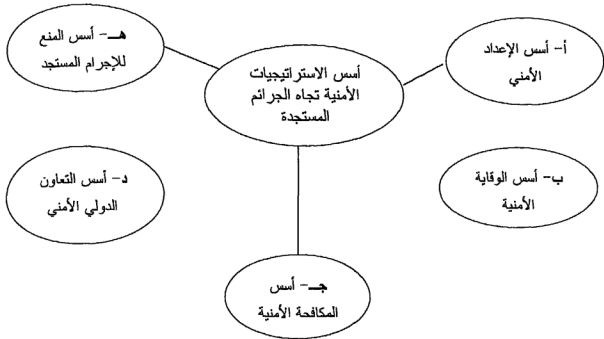 أسس الاستراتيجيات
الأمنية تجاه الجرائم
المستجدة
أ- أسس الإعداد
الأمني
ب- أسس الوقاية
الأمنية
جـ- أسس
المكافحة الأمنية
د- أسس التعاون
الدولي الأمني
هـ- أسس المنع
للإجرام المستجد